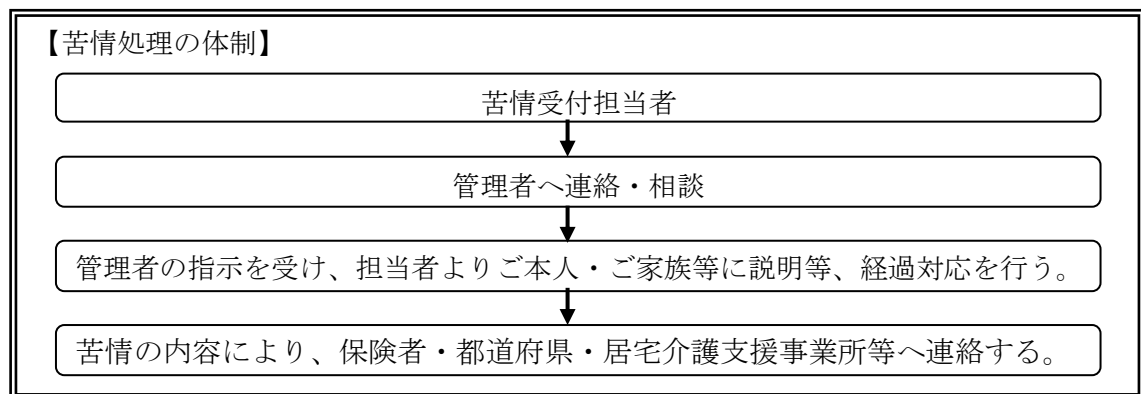 【苦情処理の体制】
苦情受付担当者
管理者へ連絡・相談
管理者の指示を受け、担当者よりご本人・ご家族等に説明等、経過対応を行う。
苦情の内容により、保険者・都道府県・居宅介護支援事業所等へ連絡する。